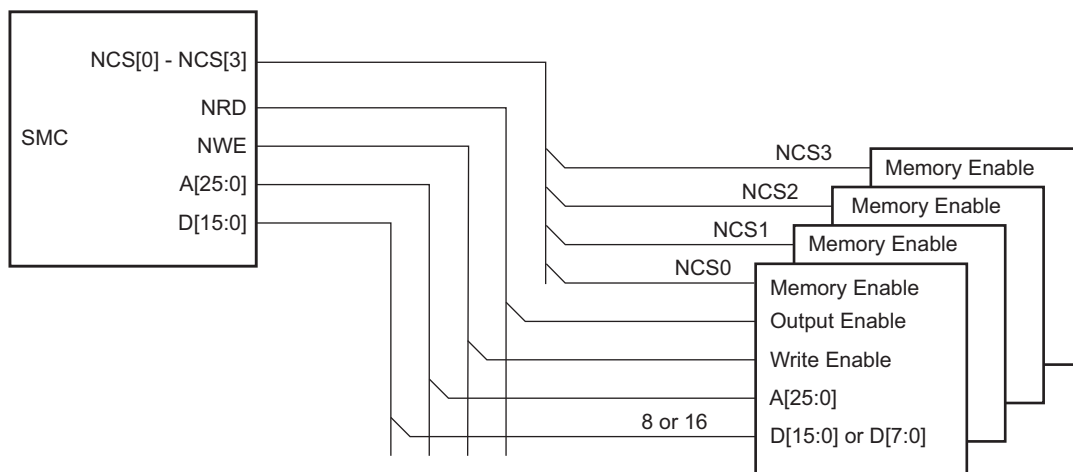 NCS[0] - NCS[3]
NRD
SMC
NWE
A[25:0]
D[15:0]
NCS3
Memory Enable
NCS2
Memory Enable
NCS1
Memory Enable
NCS0
Memory Enable
Output Enable
Write Enable
A[25:0]
8 or 16
D[15:0] or D[7:0]